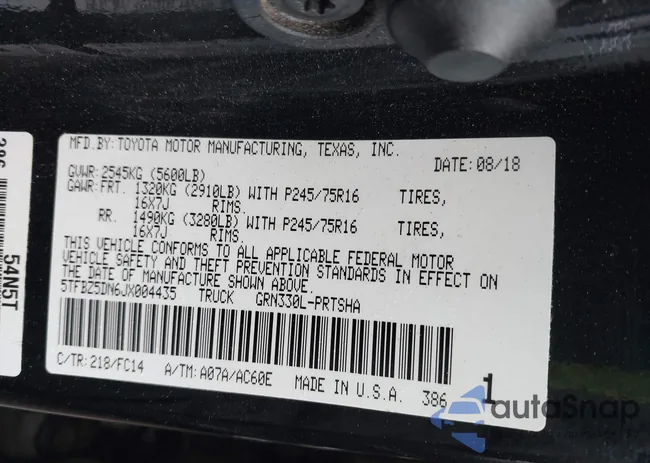 MFD.BY:TOYOTA MOTOR MANUFACTURING, TEXAS, INC.
DATE:08/18
GVWR:2545KG (5600LB)
GAWR:FRT. 1320KG (2910LB) WITH P245/75R16 TIRES,
16X7J RIMS.
RR. 1490KG (3280LB) WITH P245/75R16 TIRES,
16X7J RIMS.
THIS VEHICLE CONFORMS TO ALL APPLICABLE FEDERAL MOTOR
VEHICLE SAFETY AND THEFT PREVENTION STANDARDS IN EFFECT ON
THE DATE OF MANUFACTURE SHOWN ABOVE.
5TFBZ5DN6JX004435 TRUCK GRN330L-PRTSHA
C/TR:218/FC14 A/TM:A07A/AC60E MADE IN U.S.A. 386 1
54N5T
autoSnap